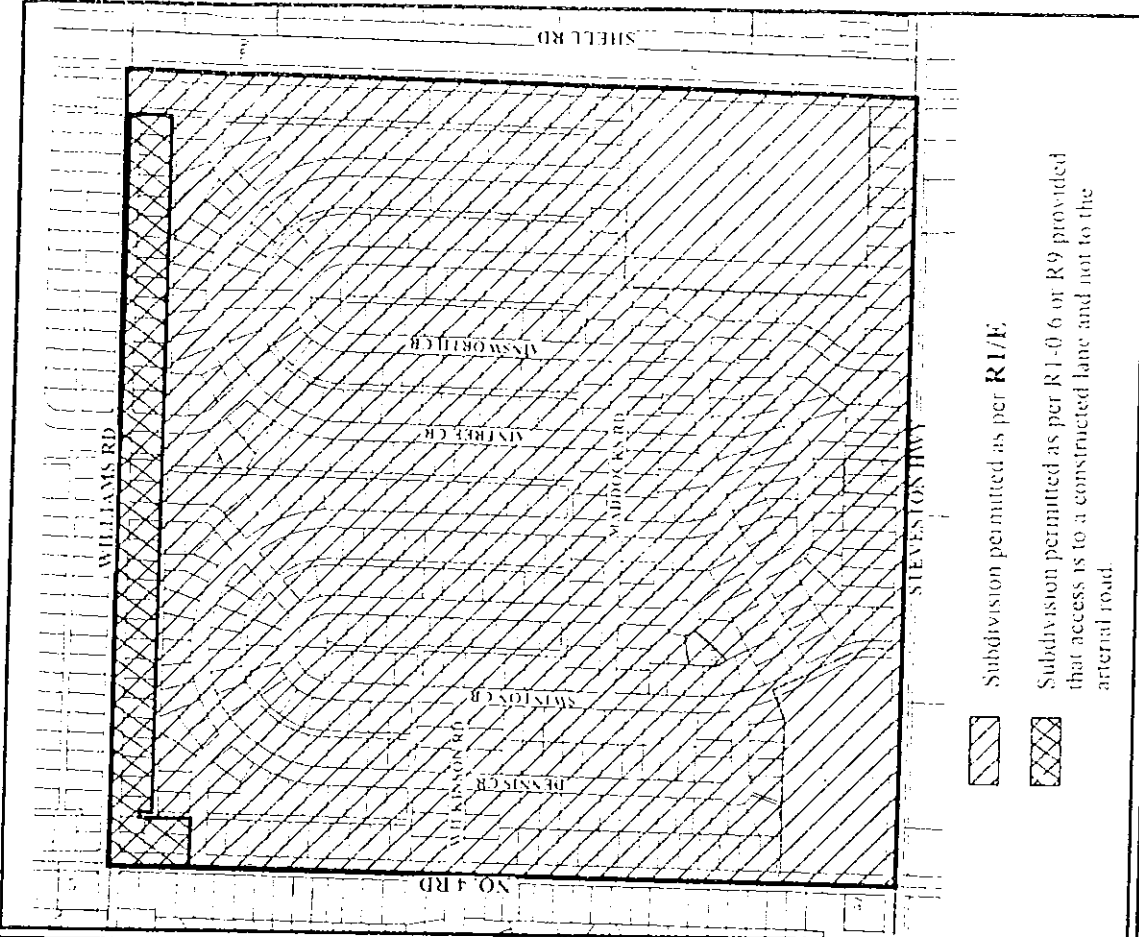 SHELL RD
WILLIAMS RD
AINSWORTH CR
AINTREE CR
MADDOCKS RD
STEVESTON HWY
SWINTON CR
WILKINSON RD
DENNIS CR
NO. 4 RD
Subdivision permitted as per R1/E
Subdivision permitted as per R1-0.6 or R9 provided
that access is to a constructed lane and not to the
arterial road.